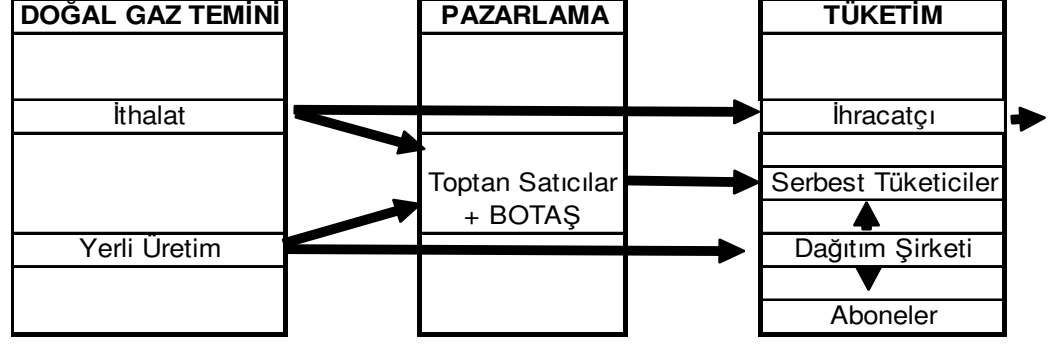 DOĞAL GAZ TEMİNİ
PAZARLAMA
TÜKETİM
İthalat
İhracatçı
Toptan Satıcılar
+ BOTAŞ
Serbest Tüketiciler
Yerli Üretim
Dağıtım Şirketi
Aboneler